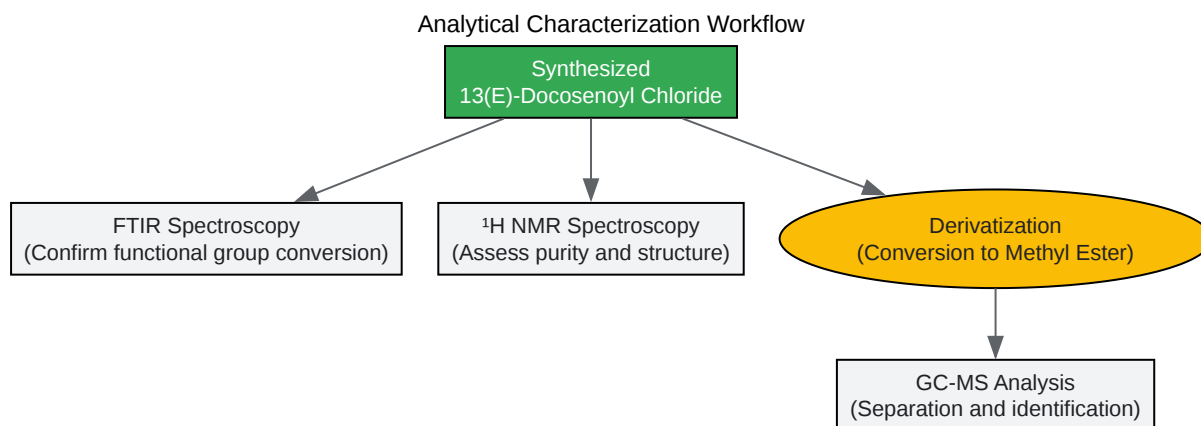 Analytical Characterization Workflow
Synthesized
13(E)-Docosenoyl Chloride
FTIR Spectroscopy
(Confirm functional group conversion)
¹H NMR Spectroscopy
(Assess purity and structure)
Derivatization
(Conversion to Methyl Ester)
GC-MS Analysis
(Separation and identification)